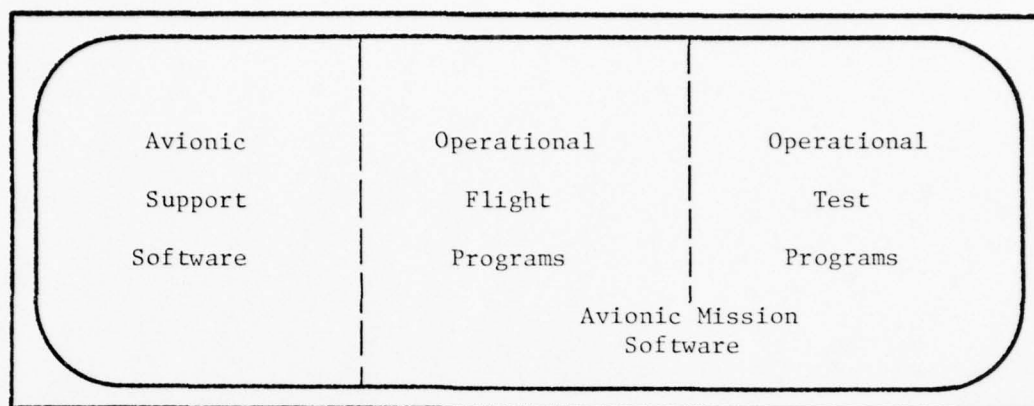 Avionic
Support
Software
Operational
Flight
Programs
Operational
Test
Programs
Avionic Mission
Software